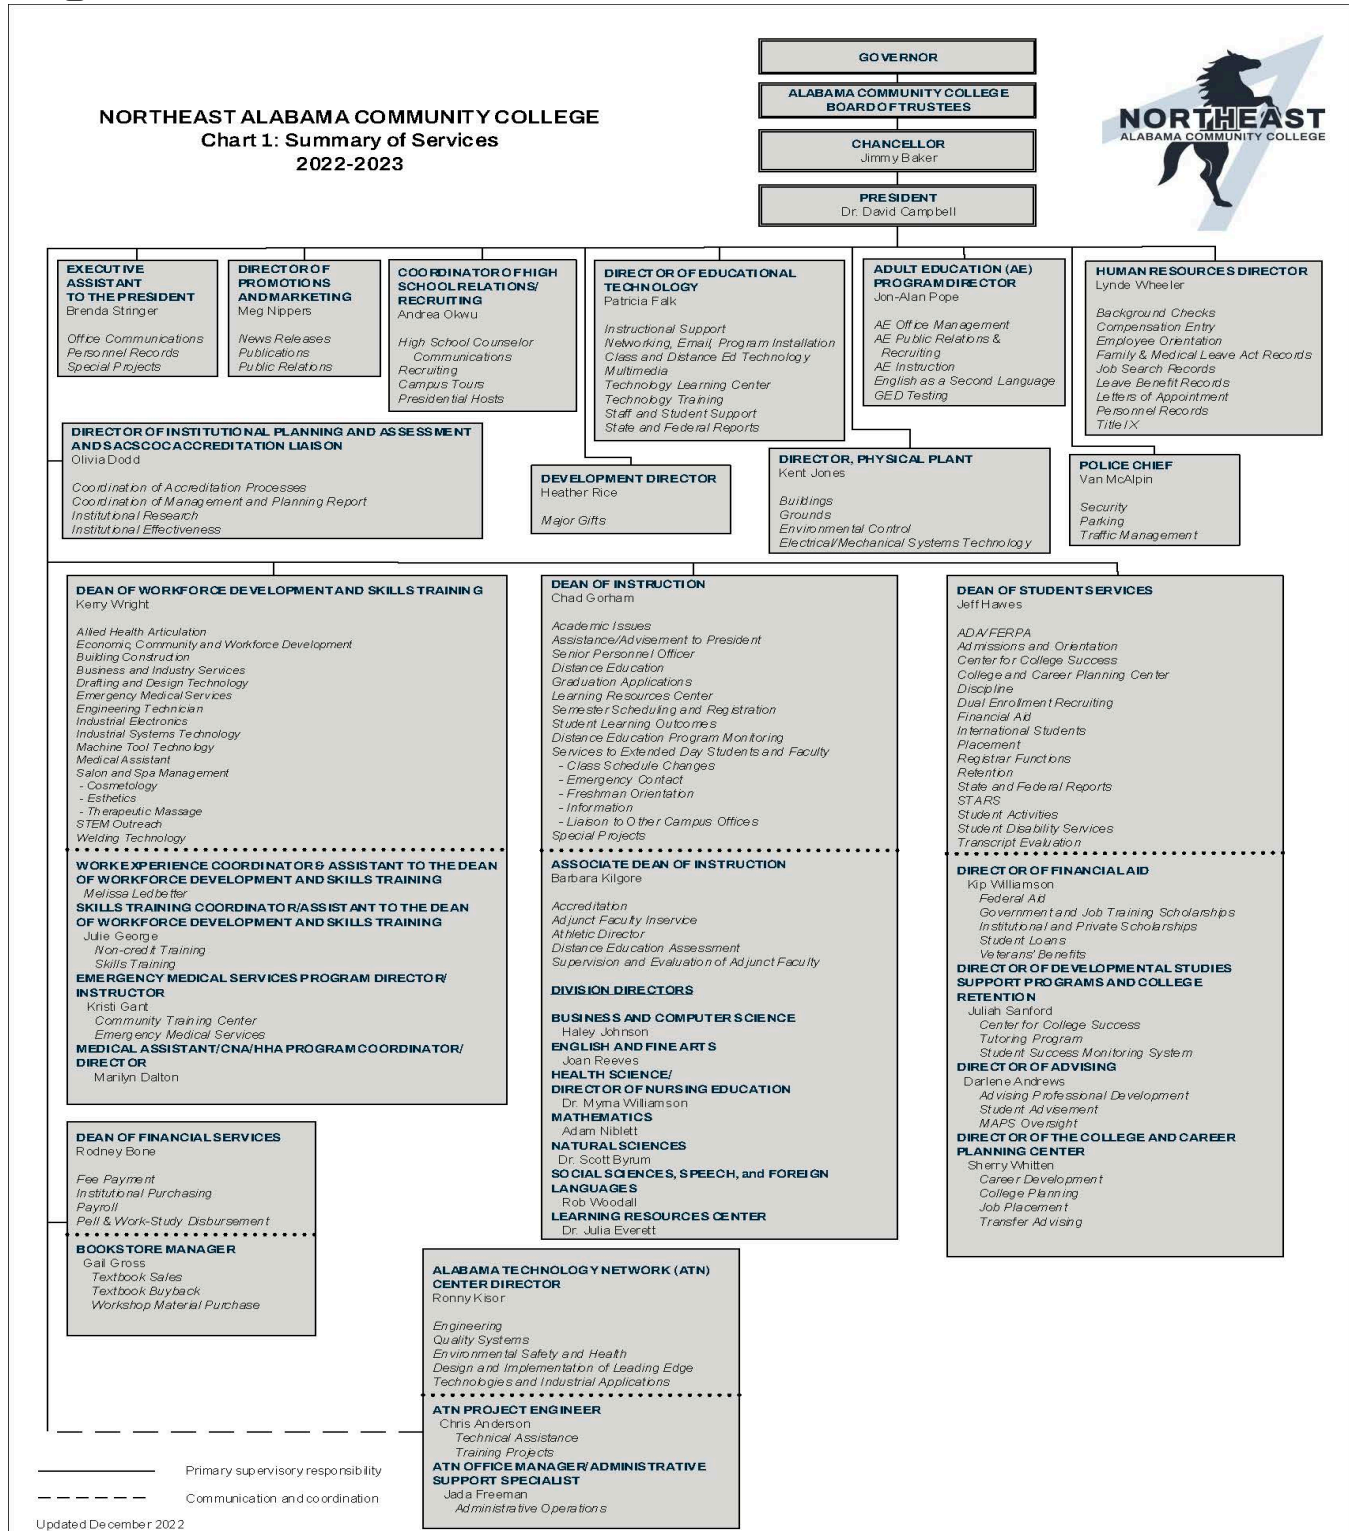 GOVERNOR
ALABAMA COMMUNITY COLLEGE
BOARD OF TRUSTEES
CHANCELLOR
Jimmy Baker
PRESIDENT
Dr. David Campbell
NORTHEAST ALABAMA COMMUNITY COLLEGE
Chart 1: Summary of Services
2022-2023
NORTHEAST
ALABAMA COMMUNITY COLLEGE
EXECUTIVE
ASSISTANT
TO THE PRESIDENT
Brenda Stringer
Office Communications
Personnel Records
Special Projects
DIRECTOR OF
PROMOTIONS
AND MARKETING
Meg Nippers
News Releases
Publications
Public Relations
COORDINATOR OF HIGH
SCHOOL RELATIONS/
RECRUITING
Andrea Okwu
High School Counselor
Communications
Recruiting
Campus Tours
Presidential Hosts
DIRECTOR OF EDUCATIONAL
TECHNOLOGY
Patricia Falk
Instructional Support
Networking, Email, Program Installation
Class and Distance Ed Technology
Multimedia
Technology Learning Center
Technology Training
Staff and Student Support
State and Federal Reports
ADULT EDUCATION (AE)
PROGRAM DIRECTOR
Jon-Alan Pope
AE Office Management
AE Public Relations &
Recruiting
AE Instruction
English as a Second Language
GED Testing
HUMAN RESOURCES DIRECTOR
Lynde Wheeler
Background Checks
Compensation Entry
Employee Orientation
Family & Medical Leave Act Records
Job Search Records
Leave Benefit Records
Letters of Appointment
Personnel Records
Title IX
DIRECTOR OF INSTITUTIONAL PLANNING AND ASSESSMENT
AND SACSCOC ACCREDITATION LIAISON
Olivia Dodd
Coordination of Accreditation Processes
Coordination of Management and Planning Report
Institutional Research
Institutional Effectiveness
DEVELOPMENT DIRECTOR
Heather Rice
Major Gifts
DIRECTOR, PHYSICAL PLANT
Kent Jones
Buildings
Grounds
Environmental Control
Electrical/Mechanical Systems Technology
POLICE CHIEF
Van McAlpin
Security
Parking
Traffic Management
DEAN OF WORKFORCE DEVELOPMENT AND SKILLS TRAINING
Kerry Wright
Allied Health Articulation
Economic, Community and Workforce Development
Building Construction
Business and Industry Services
Drafting and Design Technology
Emergency Medical Services
Engineering Technician
Industrial Electronics
Industrial Systems Technology
Machine Tool Technology
Medical Assistant
Salon and Spa Management
- Cosmetology
- Esthetics
- Therapeutic Massage
STEM Outreach
Welding Technology
WORK EXPERIENCE COORDINATOR & ASSISTANT TO THE DEAN
OF WORKFORCE DEVELOPMENT AND SKILLS TRAINING
Melissa Ledbetter
SKILLS TRAINING COORDINATOR/ASSISTANT TO THE DEAN
OF WORKFORCE DEVELOPMENT AND SKILLS TRAINING
Julie George
Non-credit Training
Skills Training
EMERGENCY MEDICAL SERVICES PROGRAM DIRECTOR/
INSTRUCTOR
Kristi Gant
Community Training Center
Emergency Medical Services
MEDICAL ASSISTANT/CNA/HHA PROGRAM COORDINATOR/
DIRECTOR
Marilyn Dalton
DEAN OF INSTRUCTION
Chad Gorham
Academic Issues
Assistance/Advisement to President
Senior Personnel Officer
Distance Education
Graduation Applications
Learning Resources Center
Semester Scheduling and Registration
Student Learning Outcomes
Distance Education Program Monitoring
Services to Extended Day Students and Faculty
- Class Schedule Changes
- Emergency Contact
- Freshman Orientation
- Information
- Liaison to Other Campus Offices
Special Projects
ASSOCIATE DEAN OF INSTRUCTION
Barbara Kilgore
Accreditation
Adjunct Faculty Inservice
Athletic Director
Distance Education Assessment
Supervision and Evaluation of Adjunct Faculty
DIVISION DIRECTORS
BUSINESS AND COMPUTER SCIENCE
Haley Johnson
ENGLISH AND FINE ARTS
Joan Reeves
HEALTH SCIENCE/
DIRECTOR OF NURSING EDUCATION
Dr. Myrna Williamson
MATHEMATICS
Adam Niblett
NATURAL SCIENCES
Dr. Scott Byrum
SOCIAL SCIENCES, SPEECH, and FOREIGN
LANGUAGES
Rob Woodall
LEARNING RESOURCES CENTER
Dr. Julia Everett
DEAN OF STUDENT SERVICES
Jeff Hawes
ADA/FERPA
Admissions and Orientation
Center for College Success
College and Career Planning Center
Discipline
Dual Enrollment Recruiting
Financial Aid
International Students
Placement
Registrar Functions
Retention
State and Federal Reports
STARS
Student Activities
Student Disability Services
Transcript Evaluation
DIRECTOR OF FINANCIAL AID
Kip Williamson
Federal Aid
Government and Job Training Scholarships
Institutional and Private Scholarships
Student Loans
Veterans' Benefits
DIRECTOR OF DEVELOPMENTAL STUDIES
SUPPORT PROGRAMS AND COLLEGE
RETENTION
Juliah Sanford
Center for College Success
Tutoring Program
Student Success Monitoring System
DIRECTOR OF ADVISING
Darlene Andrews
Advising Professional Development
Student Advisement
MAPS Oversight
DIRECTOR OF THE COLLEGE AND CAREER
PLANNING CENTER
Sherry Whitten
Career Development
College Planning
Job Placement
Transfer Advising
DEAN OF FINANCIAL SERVICES
Rodney Bone
Fee Payment
Institutional Purchasing
Payroll
Pell & Work-Study Disbursement
BOOKSTORE MANAGER
Gail Gross
Textbook Sales
Textbook Buyback
Workshop Material Purchase
ALABAMA TECHNOLOGY NETWORK (ATN)
CENTER DIRECTOR
Ronny Kisor
Engineering
Quality Systems
Environmental Safety and Health
Design and Implementation of Leading Edge
Technologies and Industrial Applications
ATN PROJECT ENGINEER
Chris Anderson
Technical Assistance
Training Projects
ATN OFFICE MANAGER/ADMINISTRATIVE
SUPPORT SPECIALIST
Jada Freeman
Administrative Operations
Primary supervisory responsibility
Communication and coordination
Updated December 2022